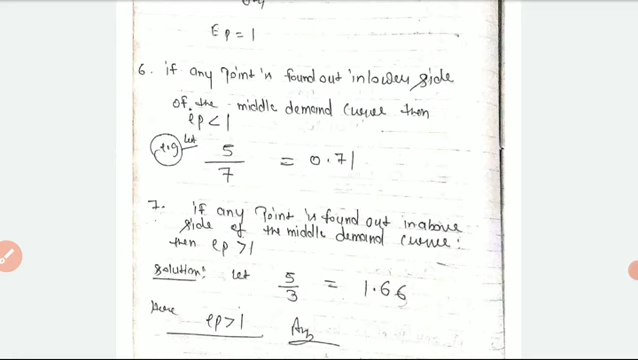 Ep = 1
6. if any point is found out in lower side
of the middle demand curve then
ep < 1
e.g let 5/7 = 0.71
7. if any point is found out in above
side of the middle demand curve:
then ep > 1
Solution: let 5/3 = 1.66
Here
ep > 1 Ans